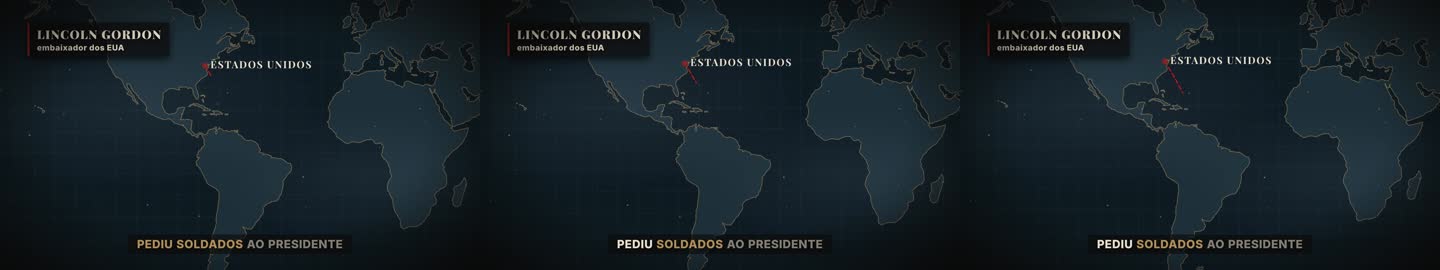 LINCOLN GORDON
embaixador dos EUA
ESTADOS UNIDOS
PEDIU SOLDADOS AO PRESIDENTE
LINCOLN GORDON
embaixador dos EUA
ESTADOS UNIDOS
PEDIU SOLDADOS AO PRESIDENTE
LINCOLN GORDON
embaixador dos EUA
ESTADOS UNIDOS
PEDIU SOLDADOS AO PRESIDENTE